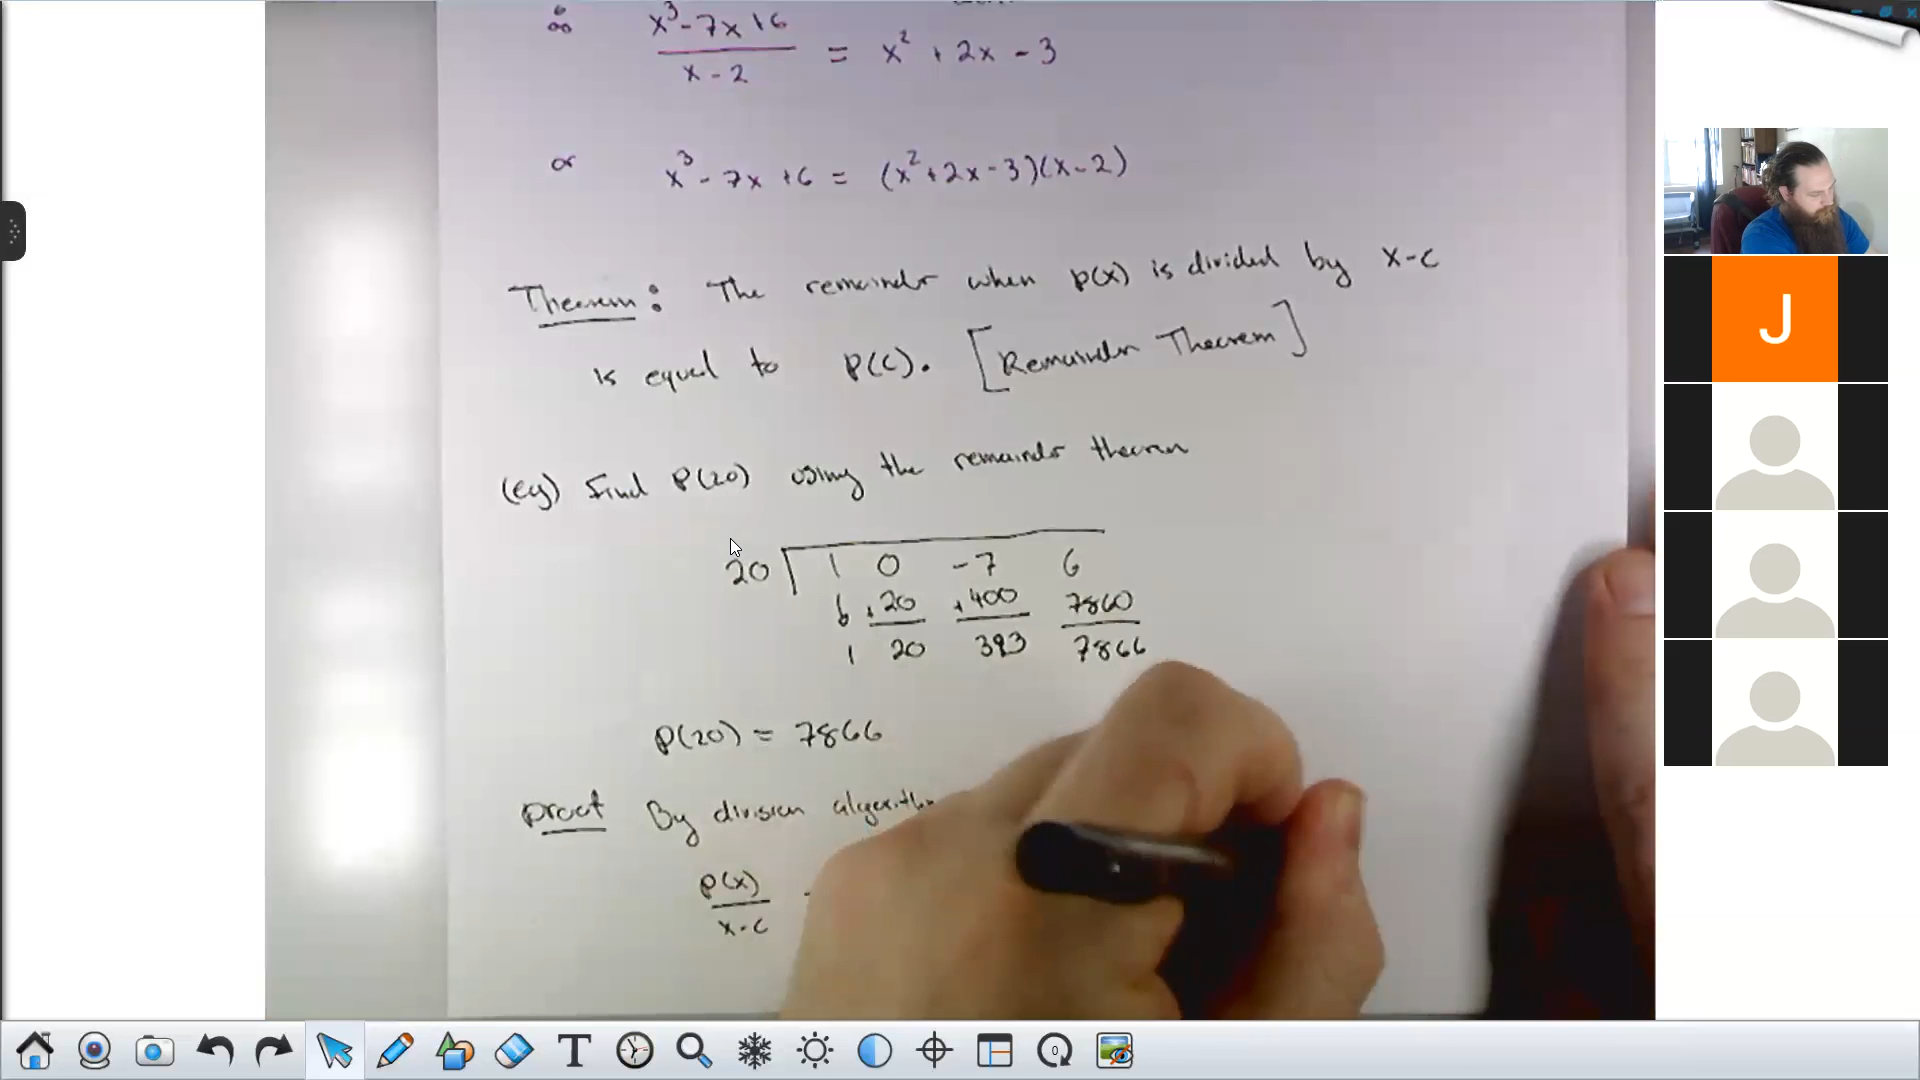 ∴ x³-7x+6 / x-2 = x² + 2x - 3
or x³ - 7x + 6 = (x²+2x-3)(x-2)
Theorem: The remainder when p(x) is divided by x-c
is equal to P(c). [Remainder Theorem]
(eg) Find P(20) using the remainder theorem
20 1 0 -7 6
+20 +400 7860
1 20 393 7866
P(20) = 7866
Proof By division algorithm
P(x) / x-c
J
T
0